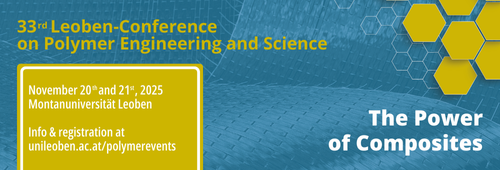 33rd Leoben-Conference
on Polymer Engineering and Science
November 20th and 21st, 2025
Montanuniversität Leoben
Info & registration at
unileoben.ac.at/polymerevents
The Power
of Composites